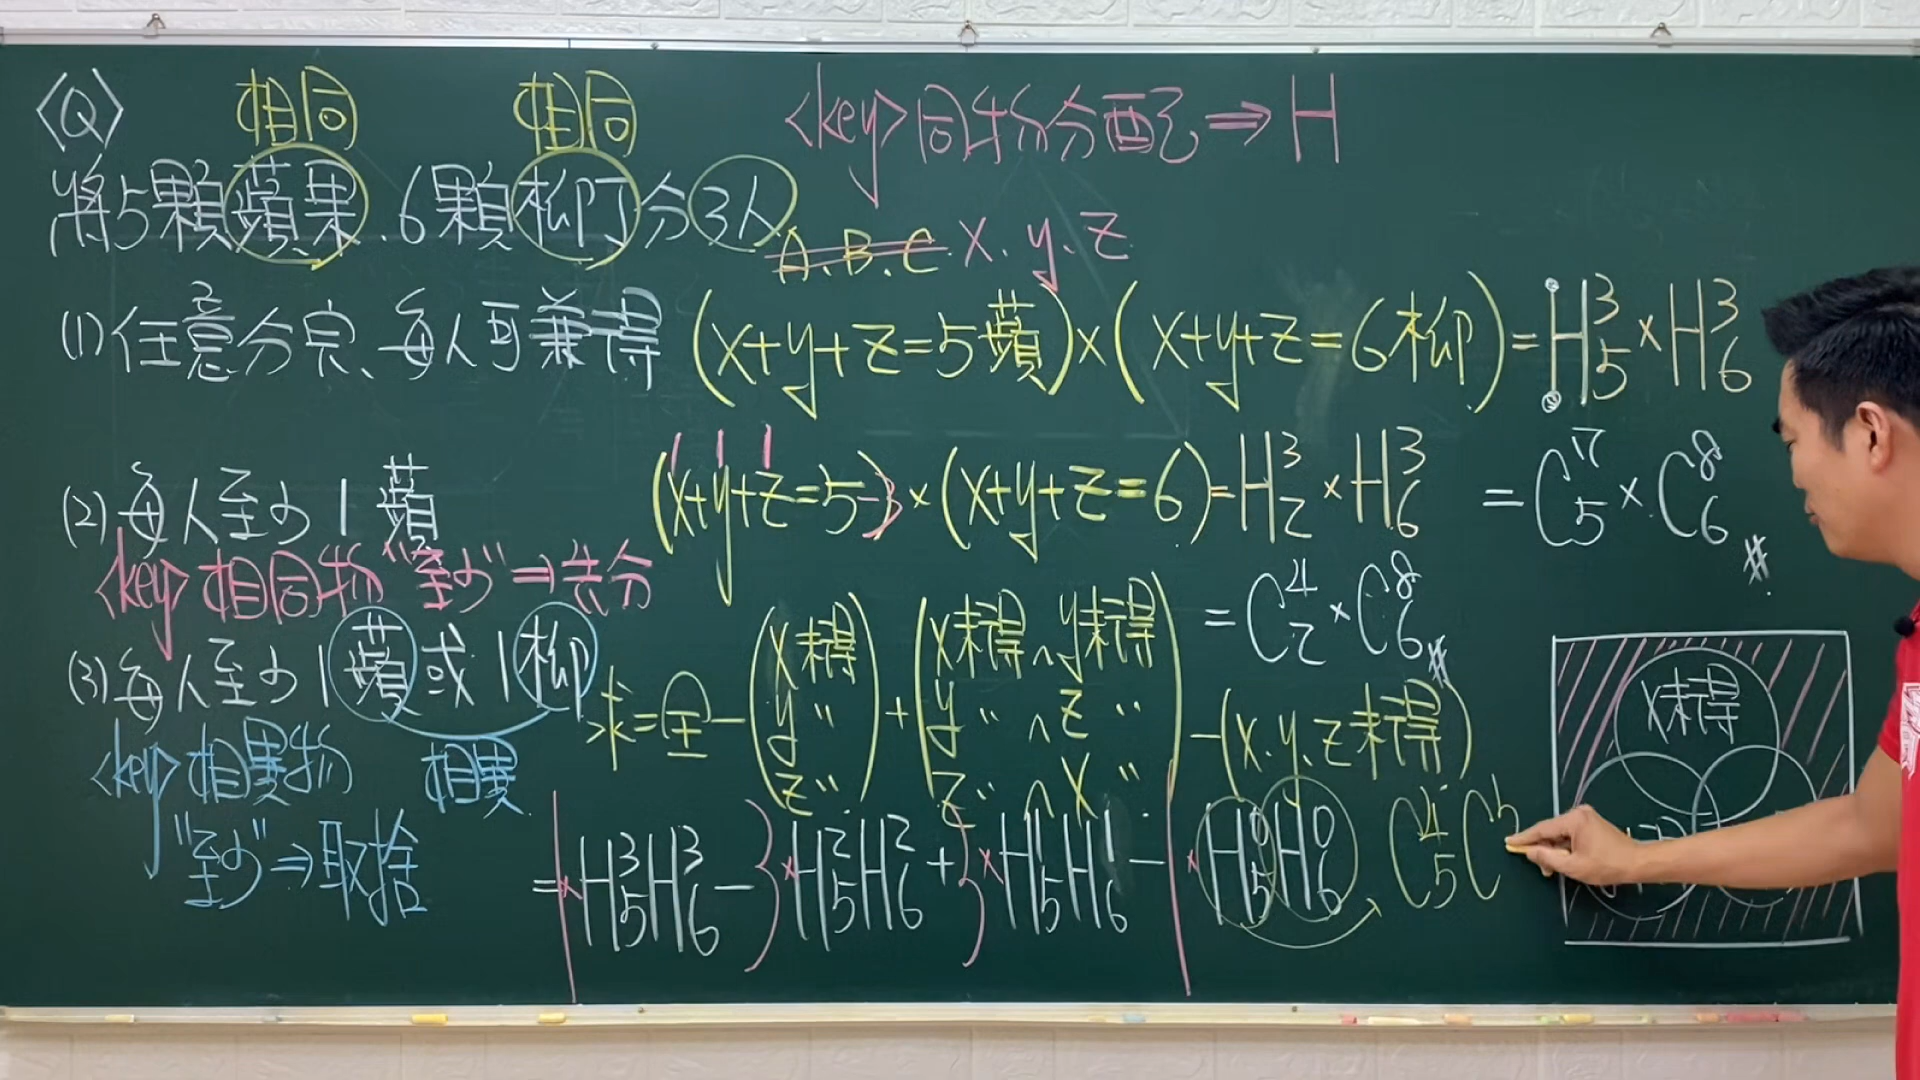 〈Q〉
相同 相同
將5顆蘋果、6顆柳丁分3人
A.B.C. x.y.z
〈key〉同物分配⇒H
(1)任意分完、每人可兼得
(x+y+z=5蘋)×(x+y+z=6柳)=H³₅×H³₆
=C⁷₅×C⁸₆ #
(2)每人至少1蘋
(x+y+z=5-3)×(x+y+z=6)=H³₂×H³₆
=C⁴₂×C⁸₆ #
〈key〉相同物"至少"⇒先分
(3)每人至少1蘋或1柳
〈key〉相異物 相異
"至少"⇒取捨
求=全-(x未得 y〃 z〃)+(x未得∩y未得 y〃∩z〃 z〃∩x〃)-(x.y.z未得)
=1×H³₅H³₆-3×H²₅H²₆+3×H¹₅H¹₆-1×H⁰₅H⁰₆
C⁴₅C
x未得